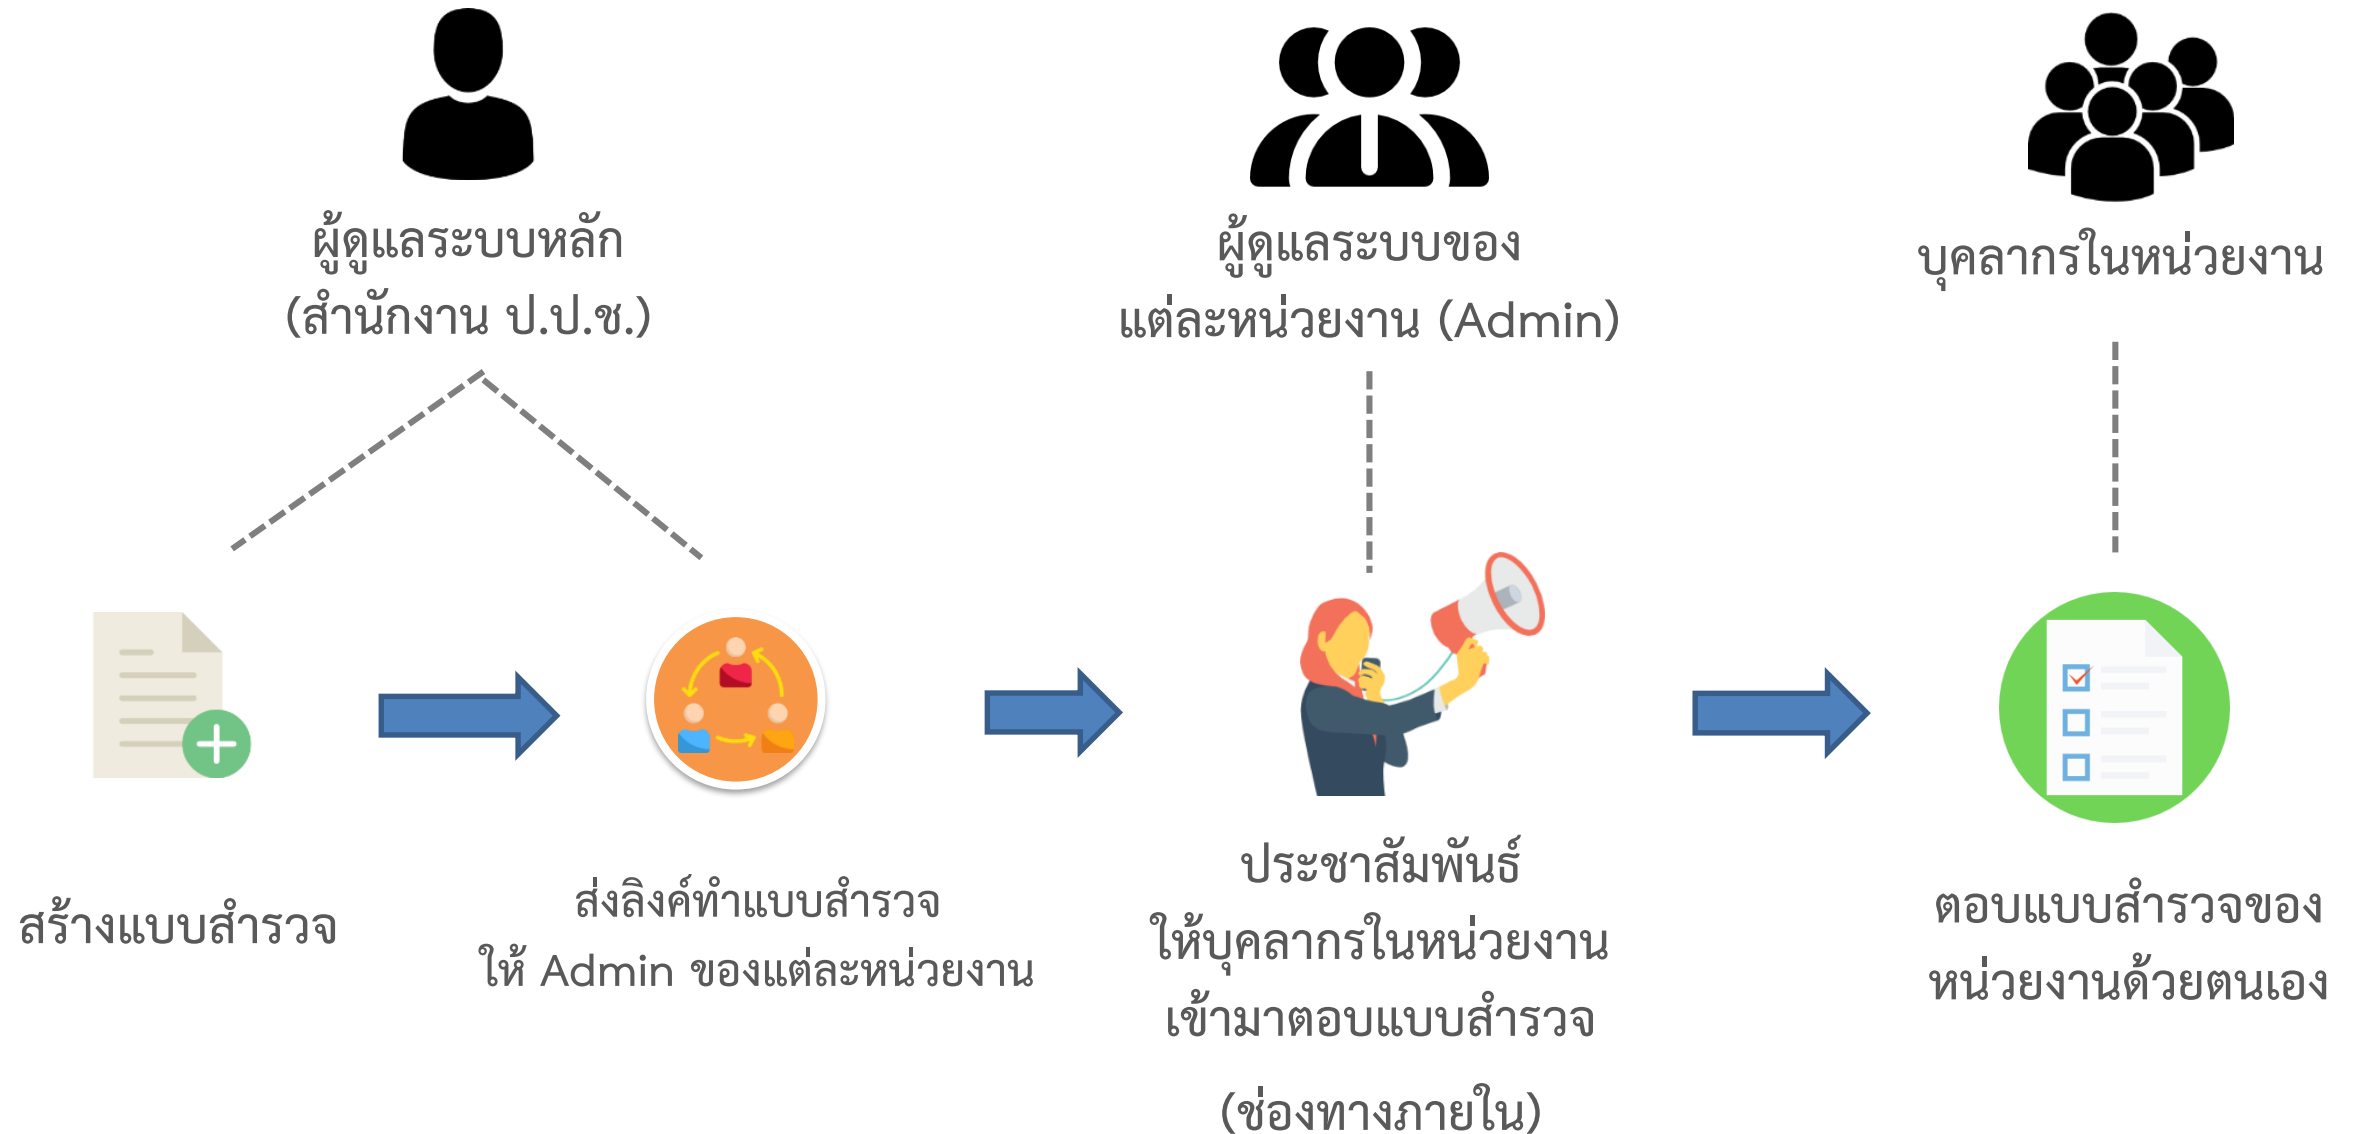 ผู้ดูแลระบบหลัก
(สำนักงาน ป.ป.ช.)
ผู้ดูแลระบบของ
แต่ละหน่วยงาน (Admin)
บุคลากรในหน่วยงาน
สร้างแบบสำรวจ
ส่งลิงค์ทำแบบสำรวจ
ให้ Admin ของแต่ละหน่วยงาน
ประชาสัมพันธ์
ให้บุคลากรในหน่วยงาน
เข้ามาตอบแบบสำรวจ
(ช่องทางภายใน)
ตอบแบบสำรวจของ
หน่วยงานด้วยตนเอง